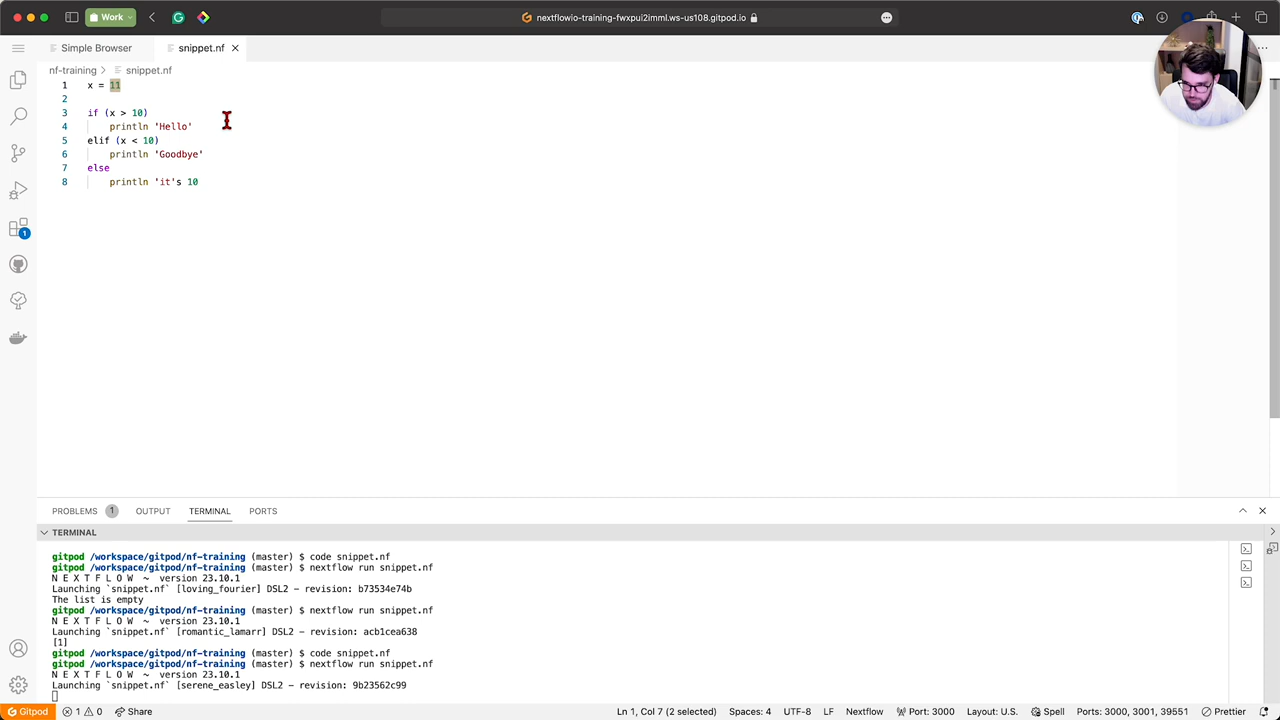 Work
nextflowio-training-fwxpui2imml.ws-us108.gitpod.io
Simple Browser
snippet.nf
nf-training > snippet.nf
1 x = 11
2
3 if (x > 10)
4 println 'Hello'
5 elif (x < 10)
6 println 'Goodbye'
7 else
8 println 'it's 10
1
PROBLEMS 1 OUTPUT TERMINAL PORTS
TERMINAL
gitpod /workspace/gitpod/nf-training (master) $ code snippet.nf
gitpod /workspace/gitpod/nf-training (master) $ nextflow run snippet.nf
N E X T F L O W ~ version 23.10.1
Launching `snippet.nf` [loving_fourier] DSL2 - revision: b73534e74b
The list is empty
gitpod /workspace/gitpod/nf-training (master) $ nextflow run snippet.nf
N E X T F L O W ~ version 23.10.1
Launching `snippet.nf` [romantic_lamarr] DSL2 - revision: acb1cea638
[1]
gitpod /workspace/gitpod/nf-training (master) $ code snippet.nf
gitpod /workspace/gitpod/nf-training (master) $ nextflow run snippet.nf
N E X T F L O W ~ version 23.10.1
Launching `snippet.nf` [serene_easley] DSL2 - revision: 9b23562c99
Gitpod 1 0 Share Ln 1, Col 7 (2 selected) Spaces: 4 UTF-8 LF Nextflow Port: 3000 Layout: U.S. Spell Ports: 3000, 3001, 39551 Prettier